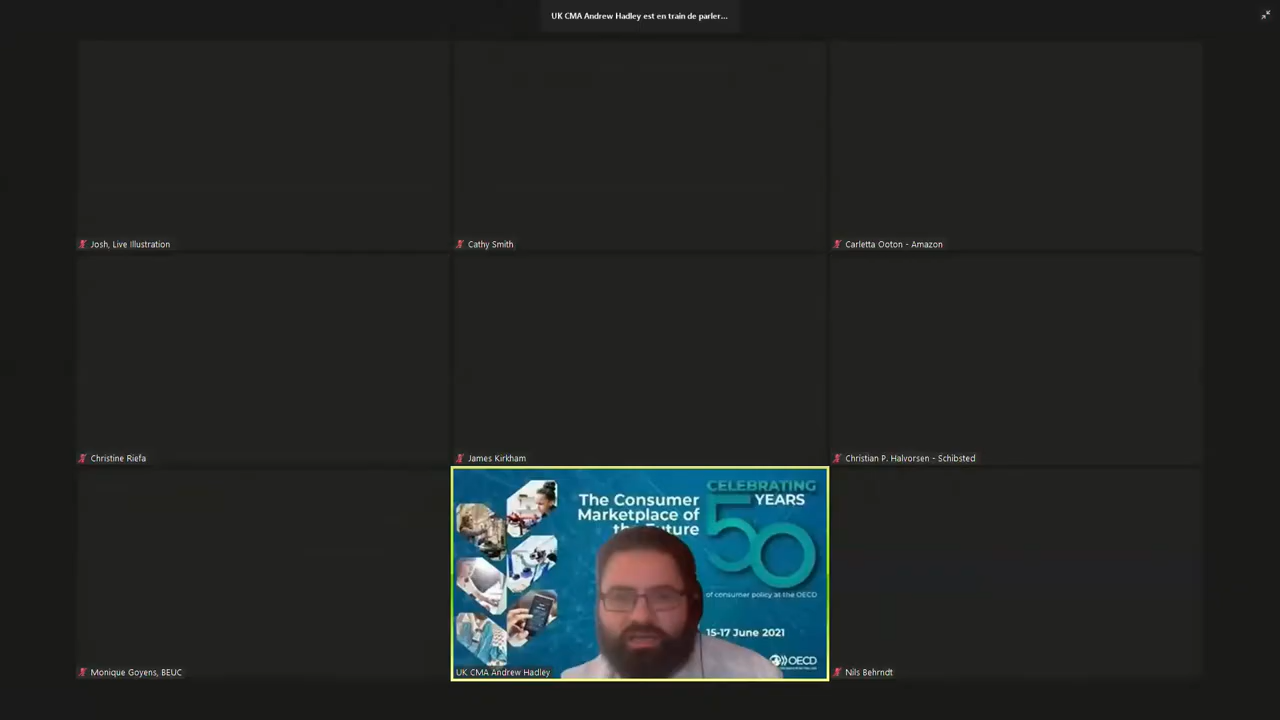 UK CMA Andrew Hadley est en train de parler...
Josh, Live Illustration
Cathy Smith
Carletta Ooton - Amazon
Christine Riefa
James Kirkham
Christian P. Halvorsen - Schibsted
The Consumer
Marketplace of
the Future
CELEBRATING
50 YEARS
of consumer policy at the OECD
15-17 June 2021
OECD
Monique Goyens, BEUC
UK CMA Andrew Hadley
Nils Behrndt